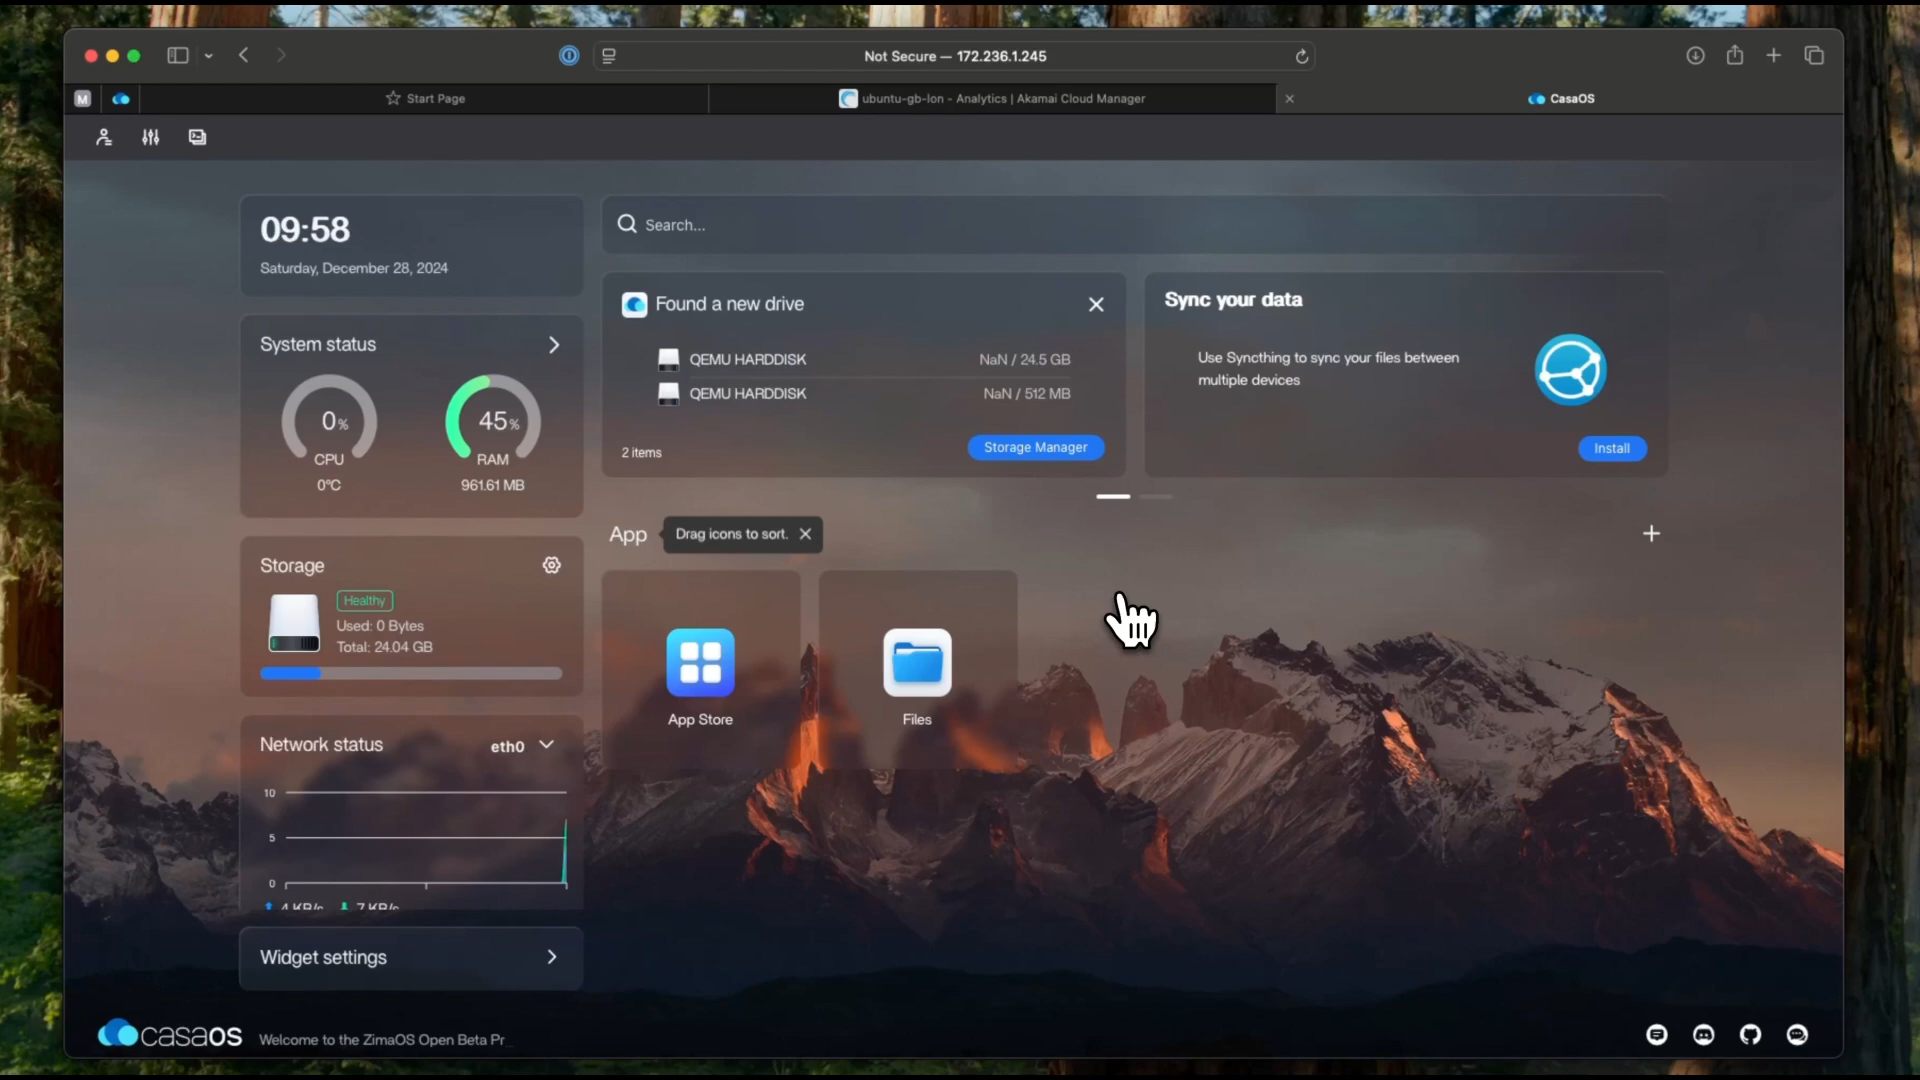 Not Secure — 172.236.1.245
M
Start Page
ubuntu-gb-lon - Analytics | Akamai Cloud Manager
CasaOS
09:58
Saturday, December 28, 2024
Search...
System status
0%
CPU
0°C
45%
RAM
961.61 MB
Found a new drive
QEMU HARDDISK
NaN / 24.5 GB
QEMU HARDDISK
NaN / 512 MB
2 items
Storage Manager
Sync your data
Use Syncthing to sync your files between
multiple devices
Install
Storage
Healthy
Used: 0 Bytes
Total: 24.04 GB
App
Drag icons to sort.
App Store
Files
Network status
eth0
10
5
0
4 KB/s
7 KB/s
Widget settings
casaos
Welcome to the ZimaOS Open Beta Pr